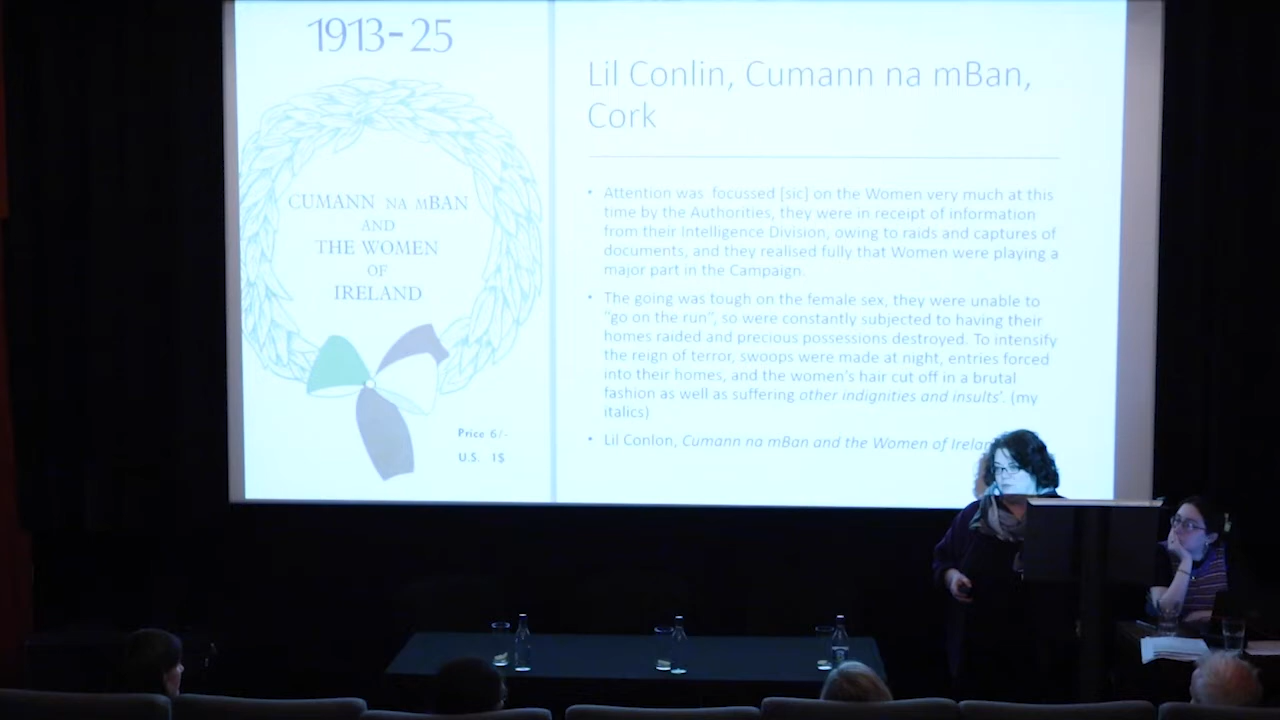 1913-25
CUMANN NA mBAN
AND
THE WOMEN
OF
IRELAND
Price 6/-
U.S. 1$
Lil Conlin, Cumann na mBan,
Cork
• Attention was focussed [sic] on the Women very much at this
time by the Authorities, they were in receipt of information
from their Intelligence Division, owing to raids and captures of
documents, and they realised fully that Women were playing a
major part in the Campaign.
• The going was tough on the female sex, they were unable to
"go on the run", so were constantly subjected to having their
homes raided and precious possessions destroyed. To intensify
the reign of terror, swoops were made at night, entries forced
into their homes, and the women's hair cut off in a brutal
fashion as well as suffering other indignities and insults'. (my
italics)
• Lil Conlon, Cumann na mBan and the Women of